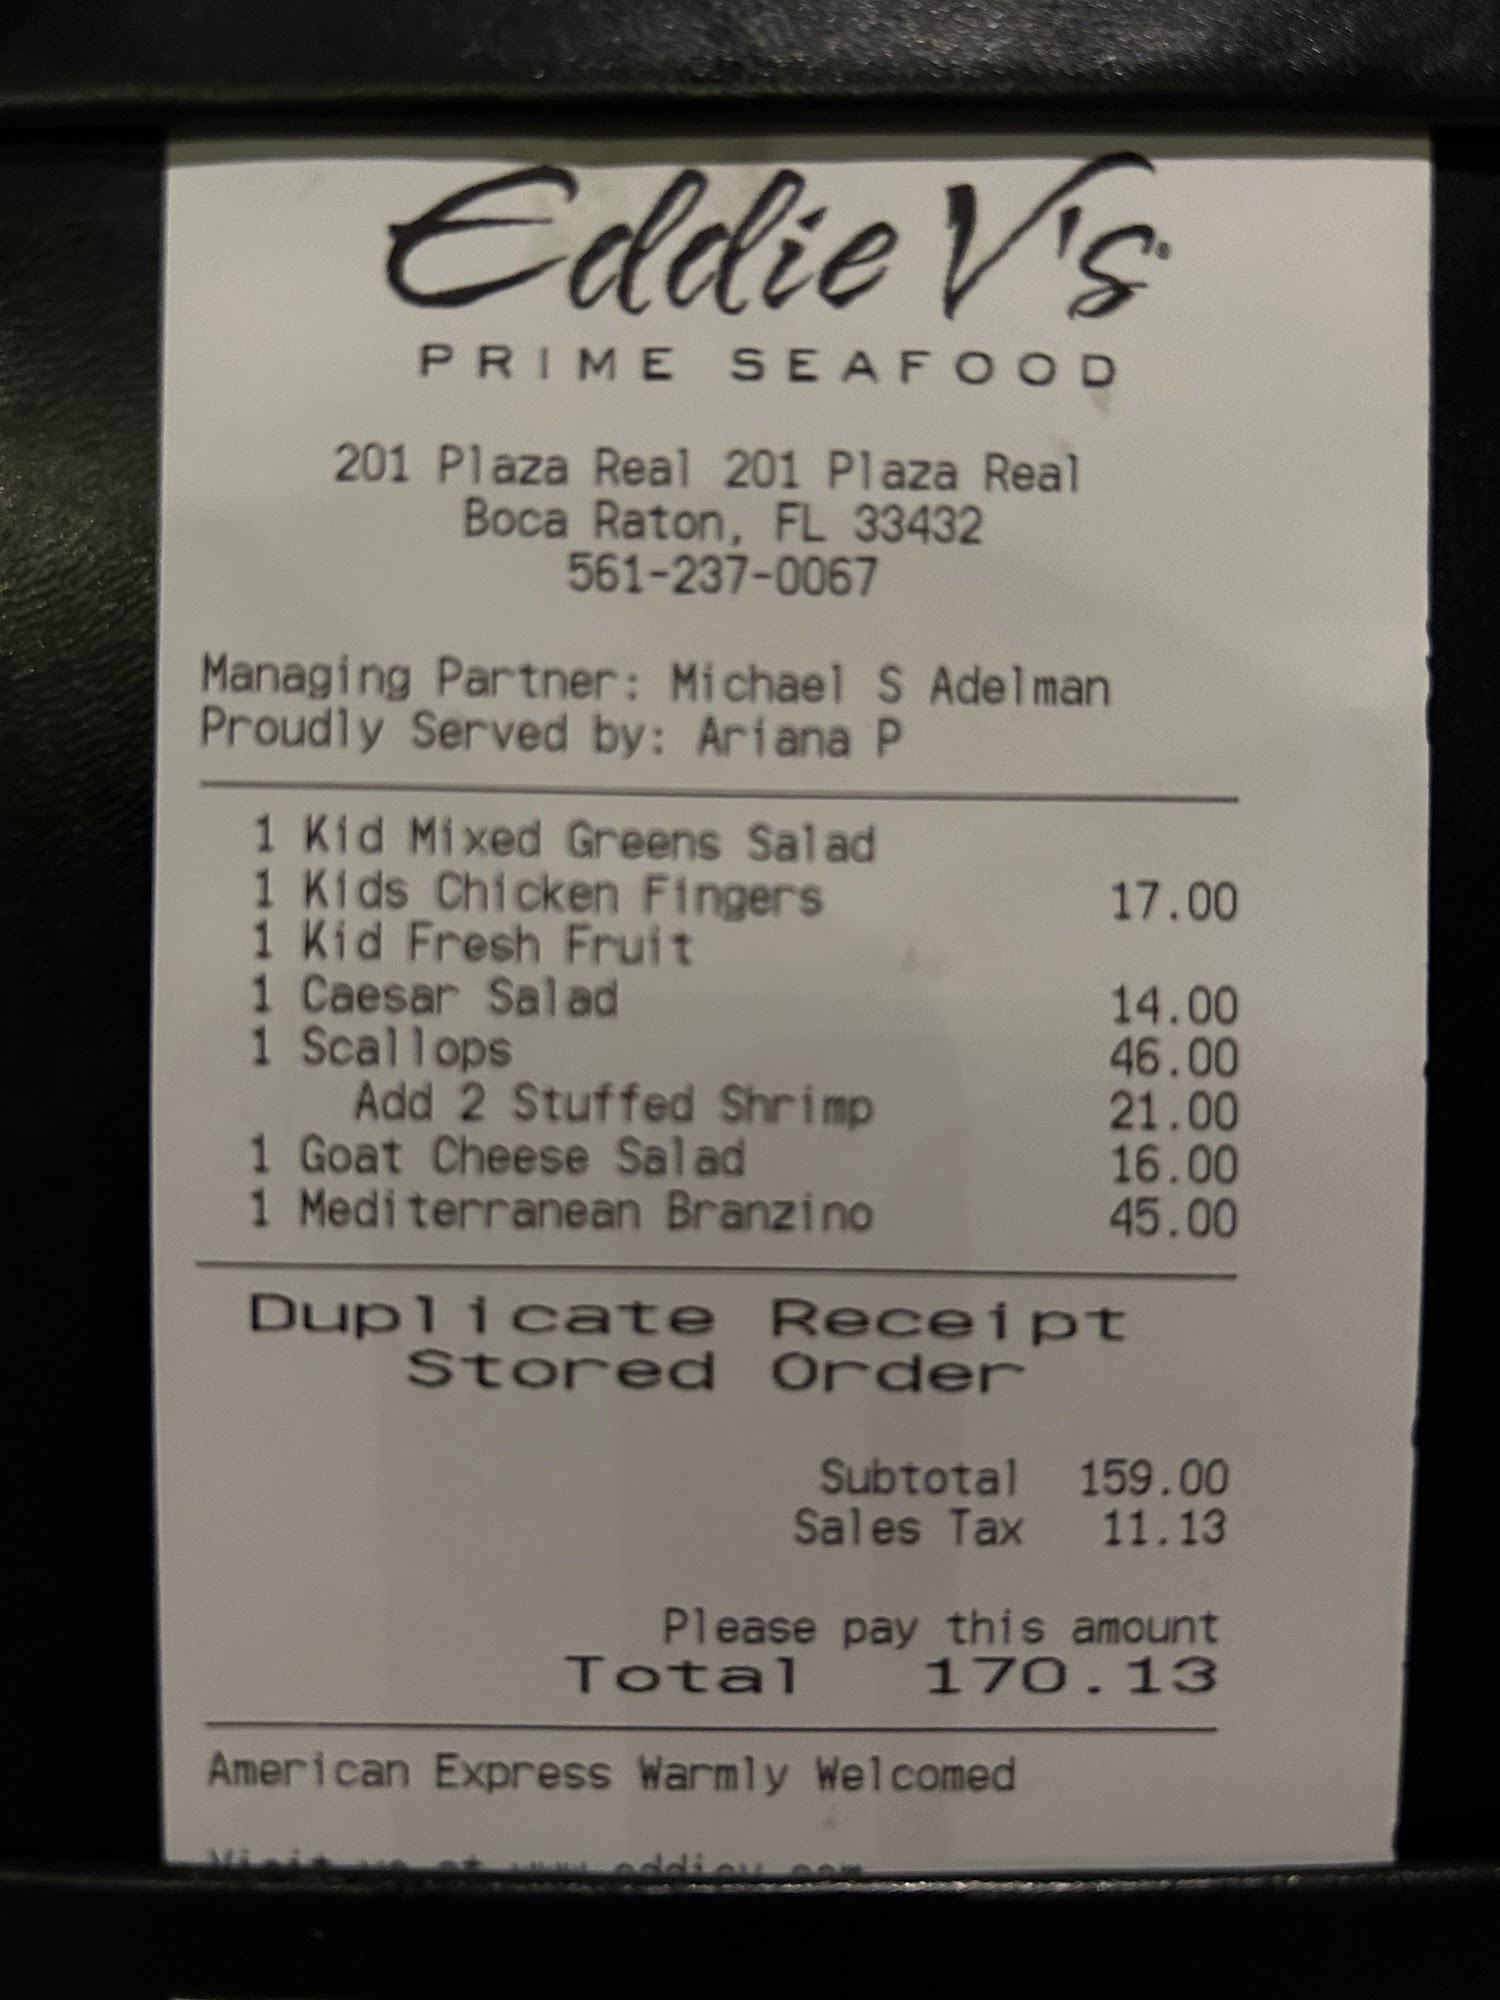 Eddie V's
PRIME SEAFOOD
201 Plaza Real 201 Plaza Real
Boca Raton, FL 33432
561-237-0067
Managing Partner: Michael S Adelman
Proudly Served by: Ariana P
1 Kid Mixed Greens Salad
1 Kids Chicken Fingers 17.00
1 Kid Fresh Fruit
1 Caesar Salad 14.00
1 Scallops 46.00
Add 2 Stuffed Shrimp 21.00
1 Goat Cheese Salad 16.00
1 Mediterranean Branzino 45.00
Duplicate Receipt
Stored Order
Subtotal 159.00
Sales Tax 11.13
Please pay this amount
Total 170.13
American Express Warmly Welcomed
Visit us at www